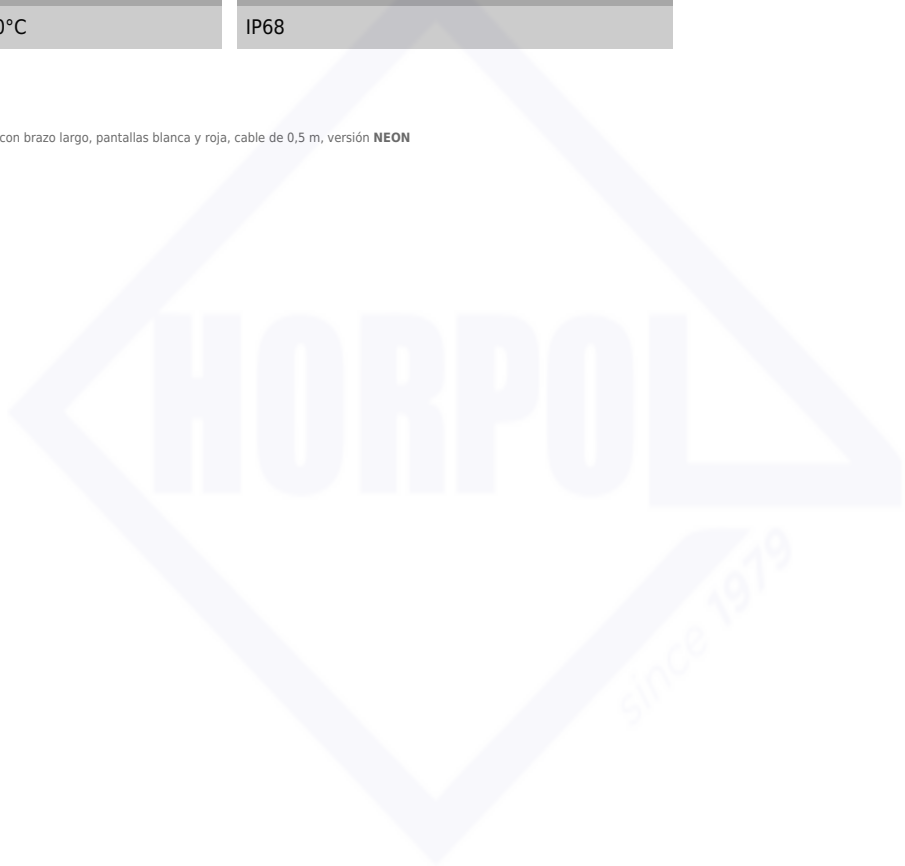 0°C
IP68
con brazo largo, pantallas blanca y roja, cable de 0,5 m, versión NEON
HORPOL
since 1979